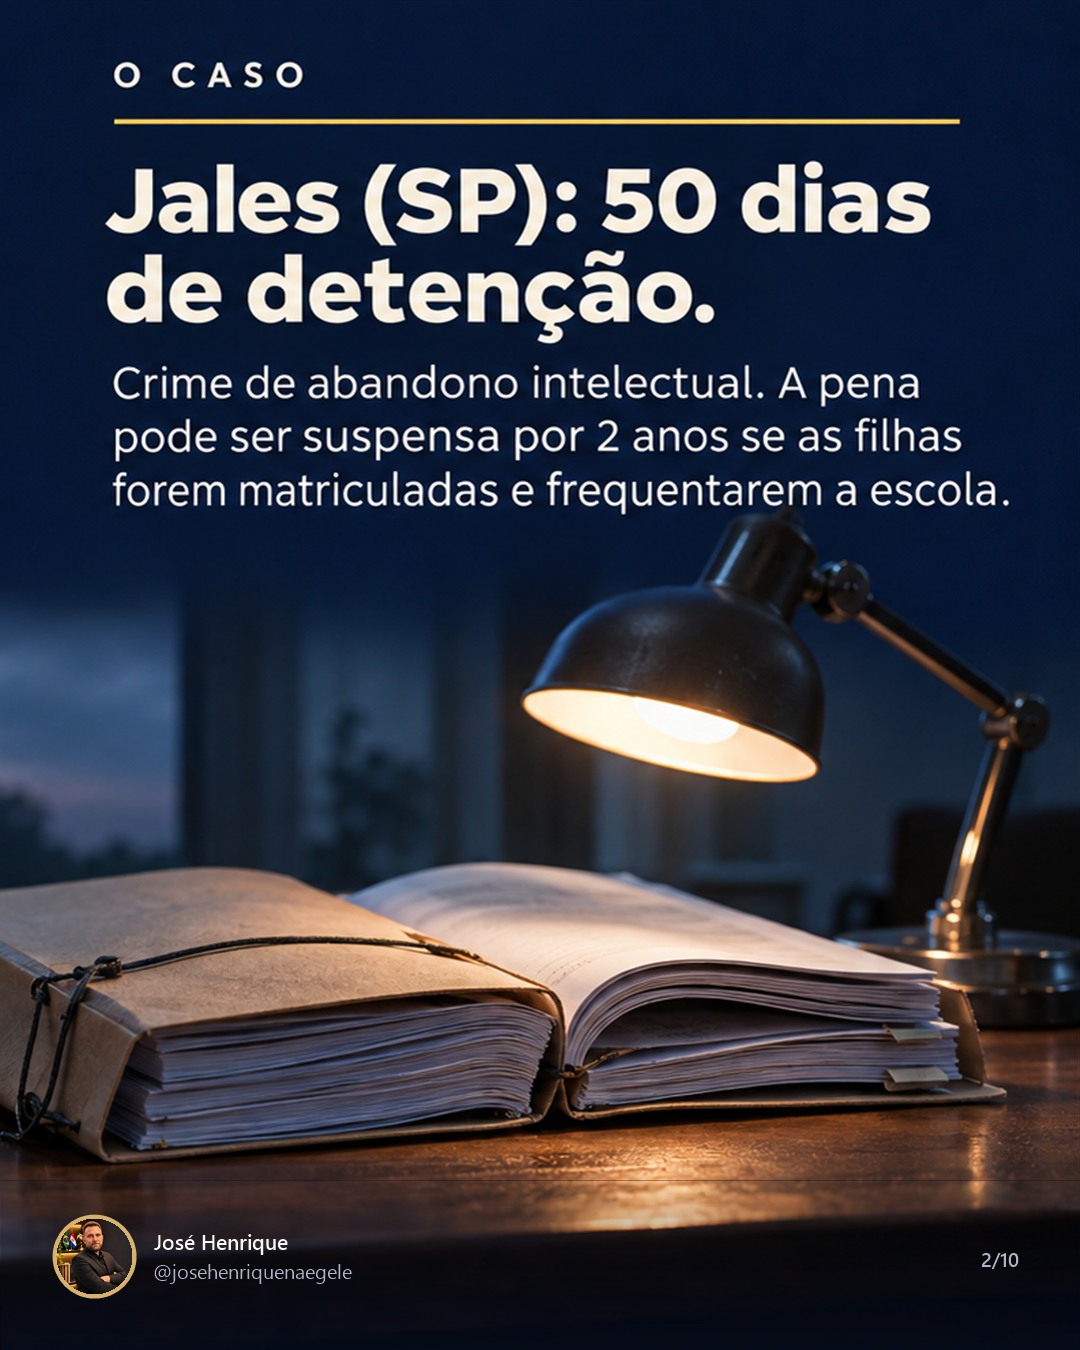 O CASO
Jales (SP): 50 dias
de detenção.
Crime de abandono intelectual. A pena
pode ser suspensa por 2 anos se as filhas
forem matriculadas e frequentarem a escola.
José Henrique
@josehenriquenaegele
2/10